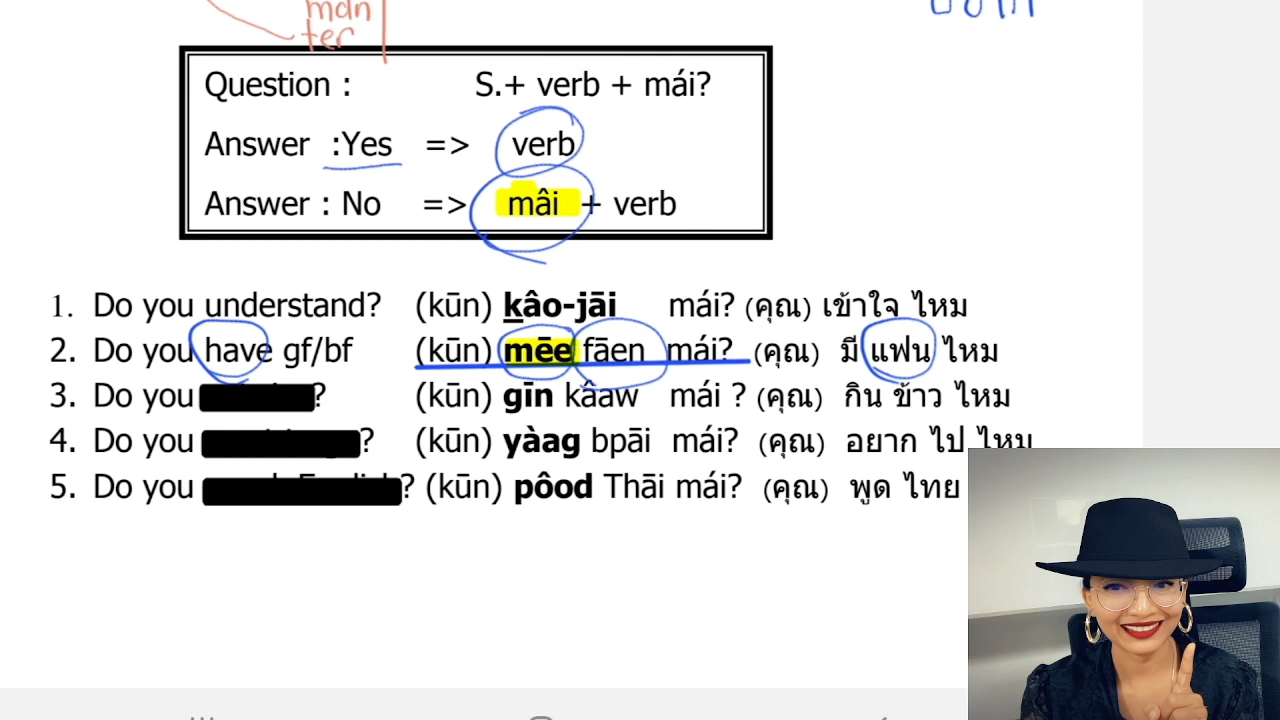 mdn
ter
Question : S.+ verb + mái?
Answer :Yes => verb
Answer : No => mâi + verb
1. Do you understand? (kūn) kâo-jāi mái? (คุณ) เข้าใจ ไหม
2. Do you have gf/bf (kūn) mēe fāen mái? (คุณ) มี แฟน ไหม
3. Do you ? (kūn) gīn kâaw mái ? (คุณ) กิน ข้าว ไหม
4. Do you ? (kūn) yàag bpāi mái? (คุณ) อยาก ไป ไหม
5. Do you ? (kūn) pôod Thāi mái? (คุณ) พูด ไทย